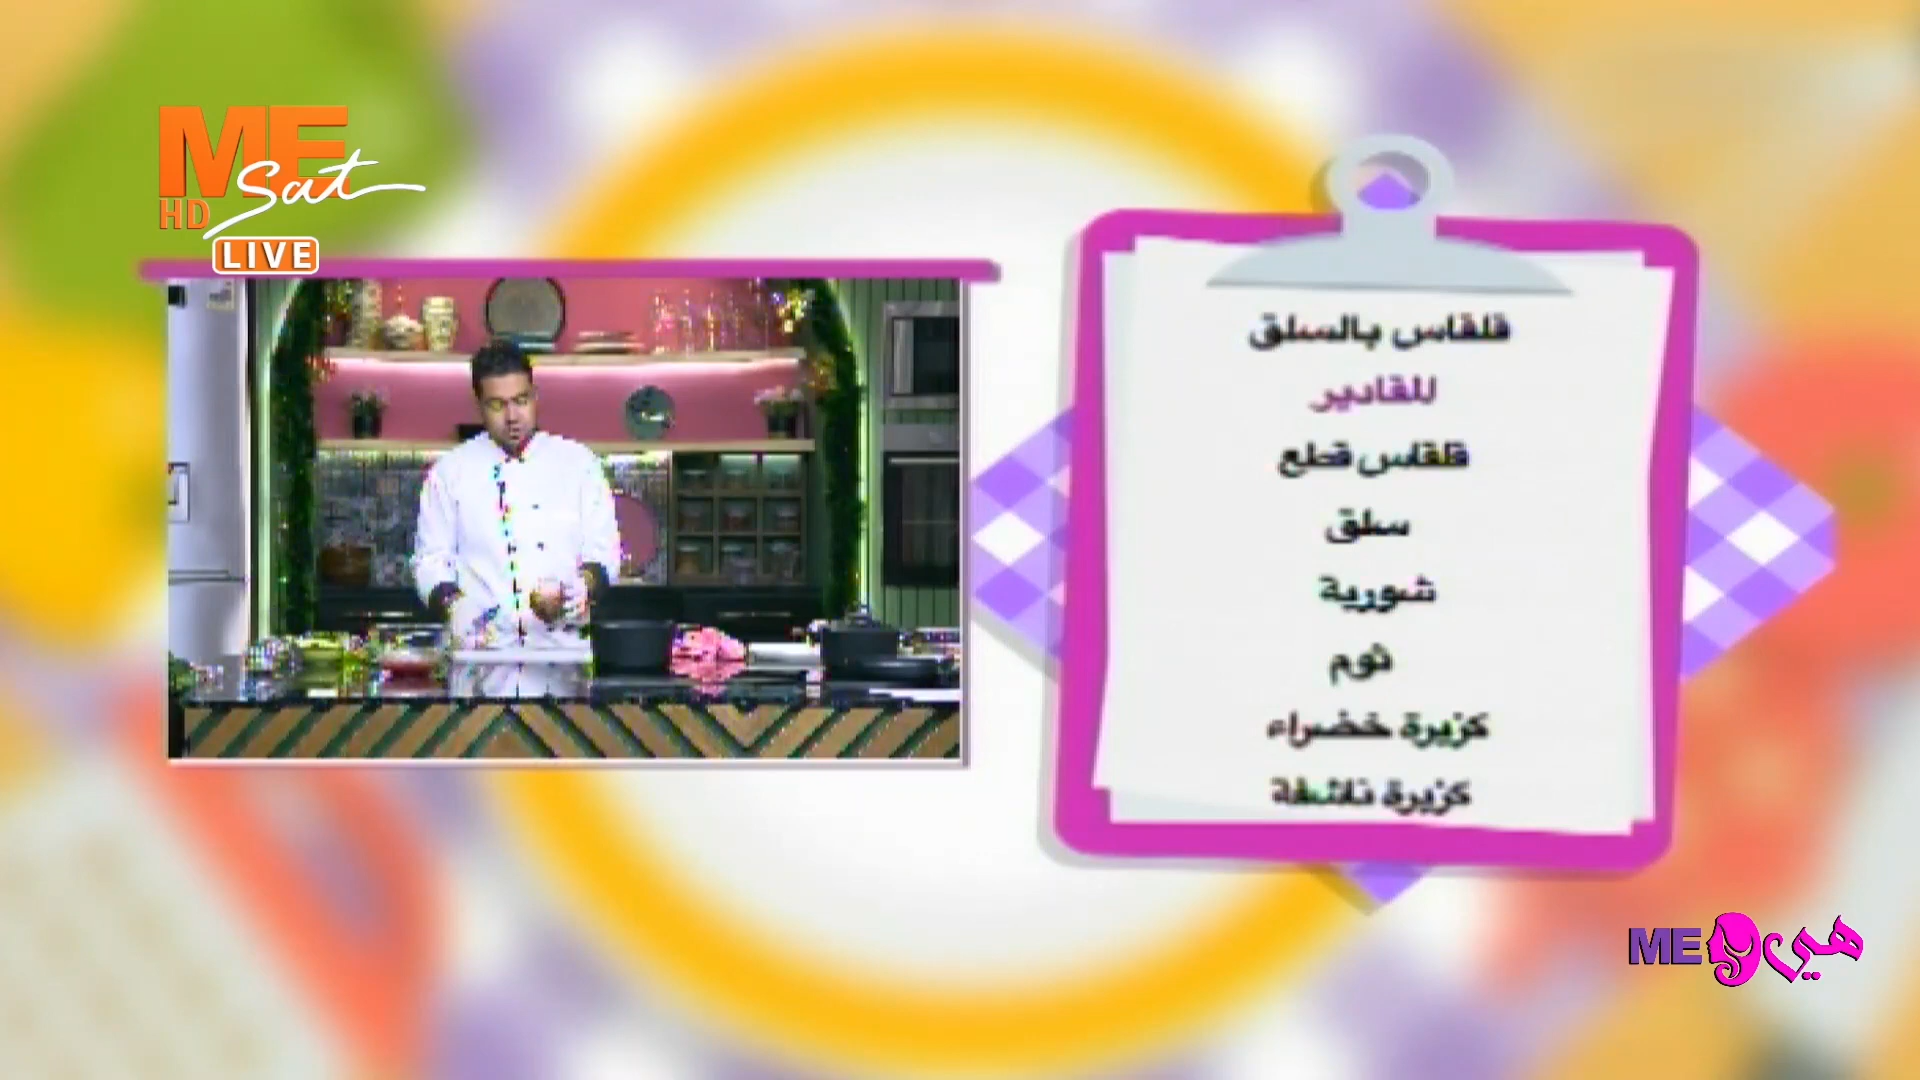 ME
Sat
HD
LIVE
قلقاس بالسلق
للقادير
قلقاس قطع
سلق
شوربة
ثوم
كزبرة خضراء
كزبرة ناشفة
ME هي